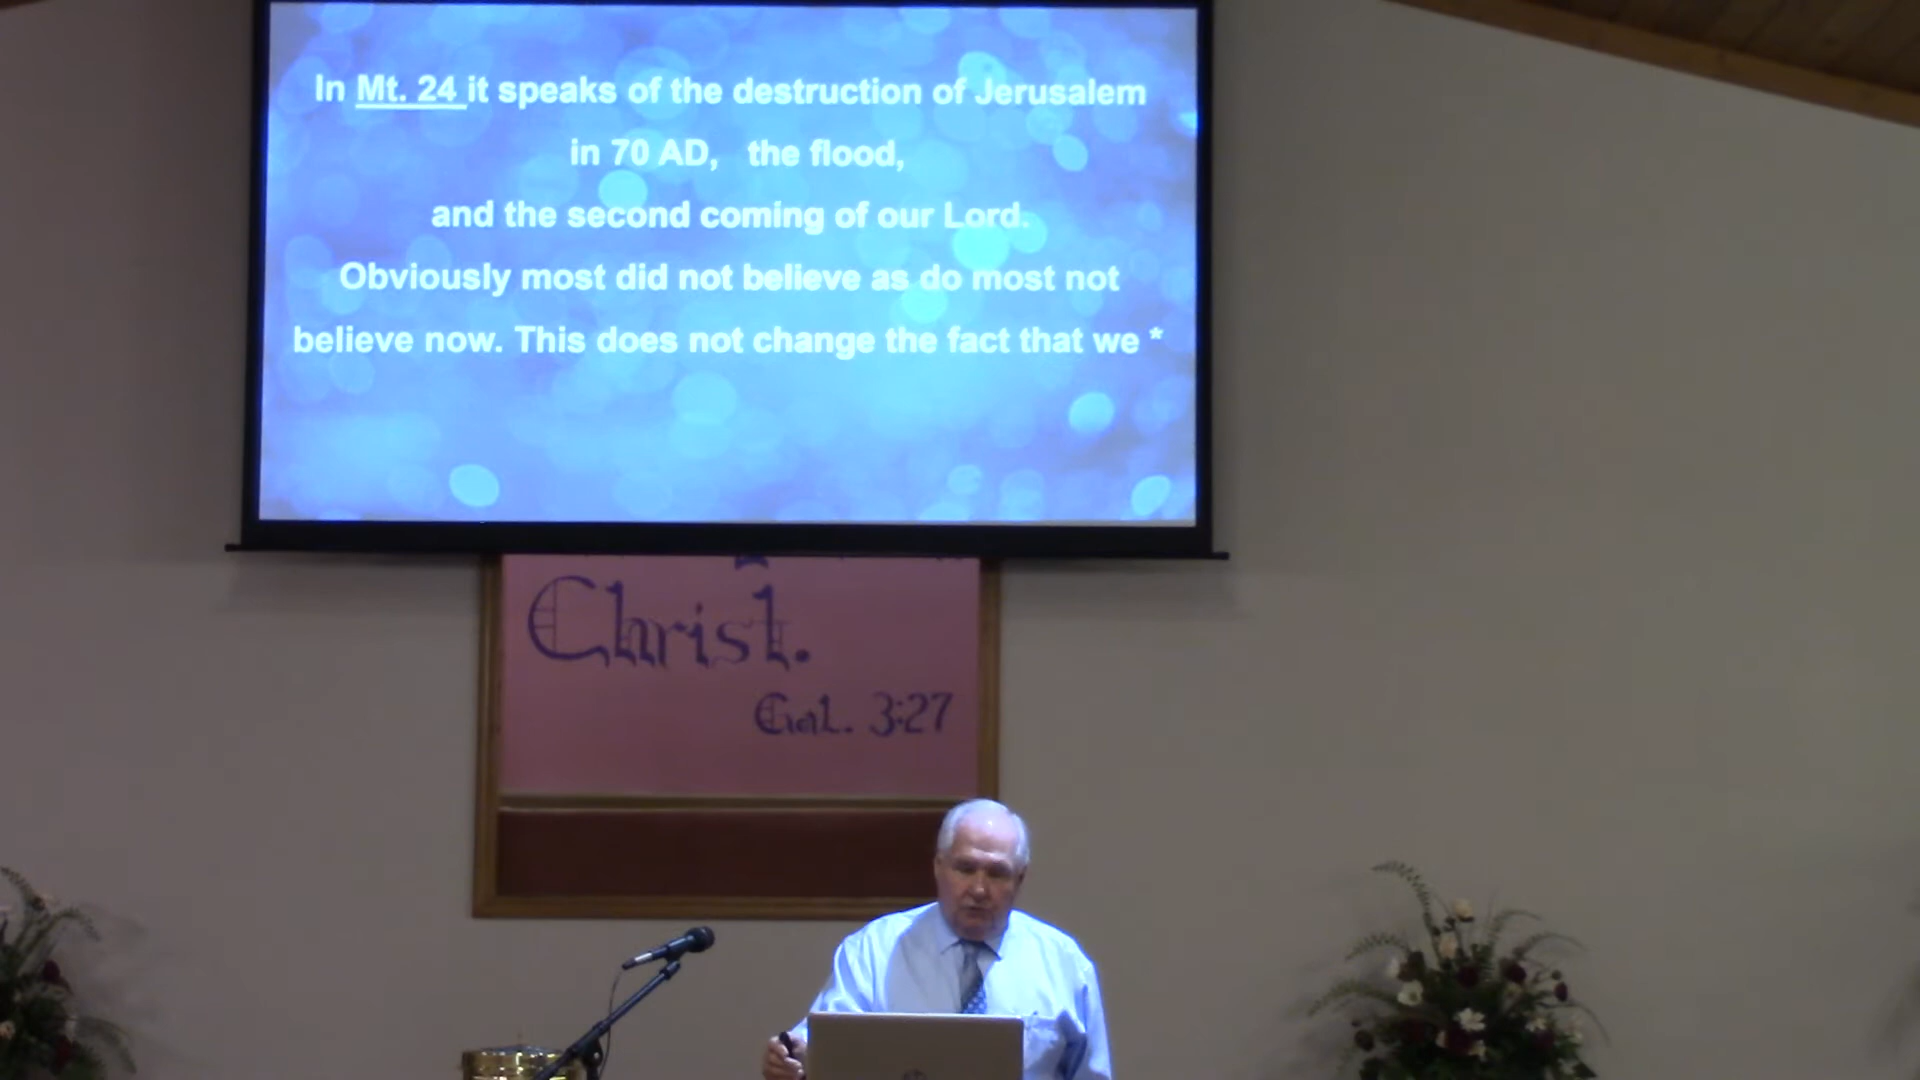 In Mt. 24 it speaks of the destruction of Jerusalem
in 70 AD, the flood,
and the second coming of our Lord.
Obviously most did not believe as do most not
believe now. This does not change the fact that we *
Christ.
Gal. 3:27